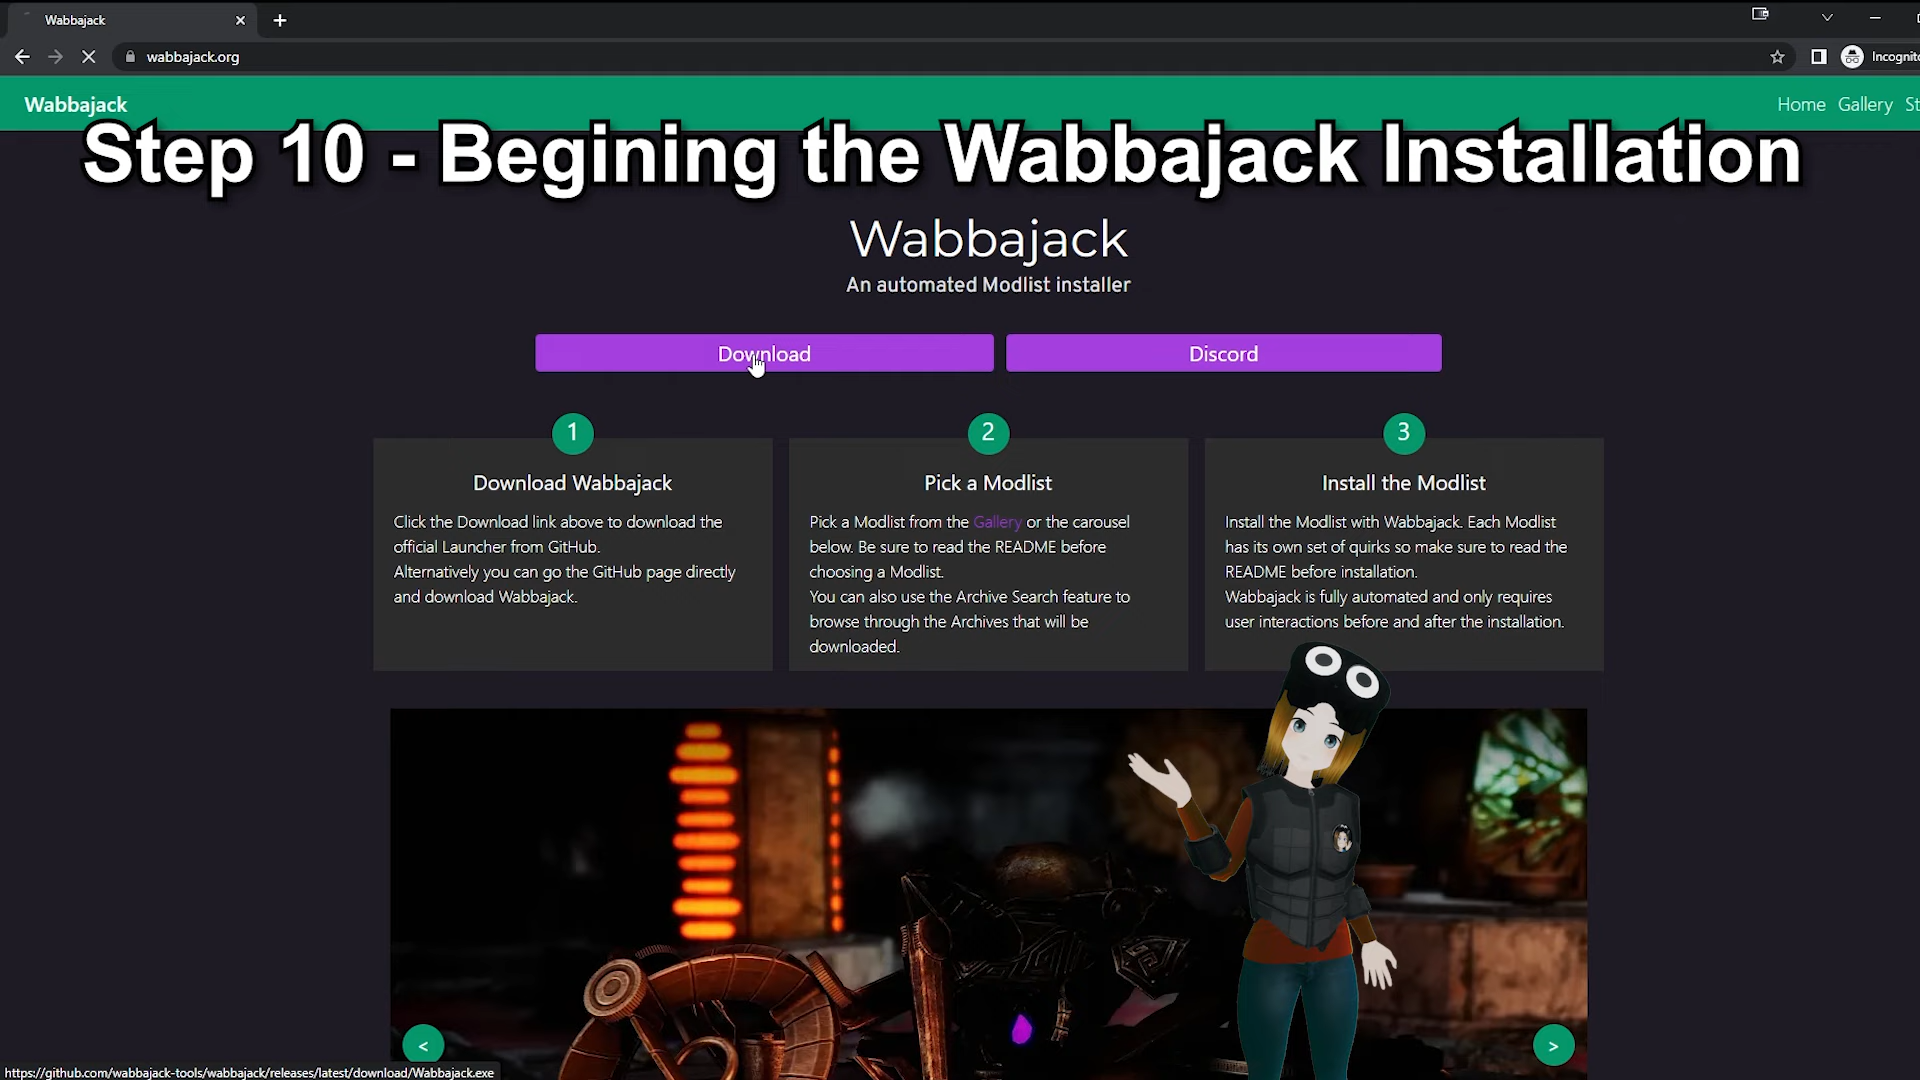 Wabbajack
wabbajack.org
Incognito
Wabbajack
Home Gallery St
Step 10 - Begining the Wabbajack Installation
Wabbajack
An automated Modlist installer
Download
Discord
1
Download Wabbajack
Click the Download link above to download the
official Launcher from GitHub.
Alternatively you can go the GitHub page directly
and download Wabbajack.
2
Pick a Modlist
Pick a Modlist from the Gallery or the carousel
below. Be sure to read the README before
choosing a Modlist.
You can also use the Archive Search feature to
browse through the Archives that will be
downloaded.
3
Install the Modlist
Install the Modlist with Wabbajack. Each Modlist
has its own set of quirks so make sure to read the
README before installation.
Wabbajack is fully automated and only requires
user interactions before and after the installation.
<
>
https://github.com/wabbajack-tools/wabbajack/releases/latest/download/Wabbajack.exe